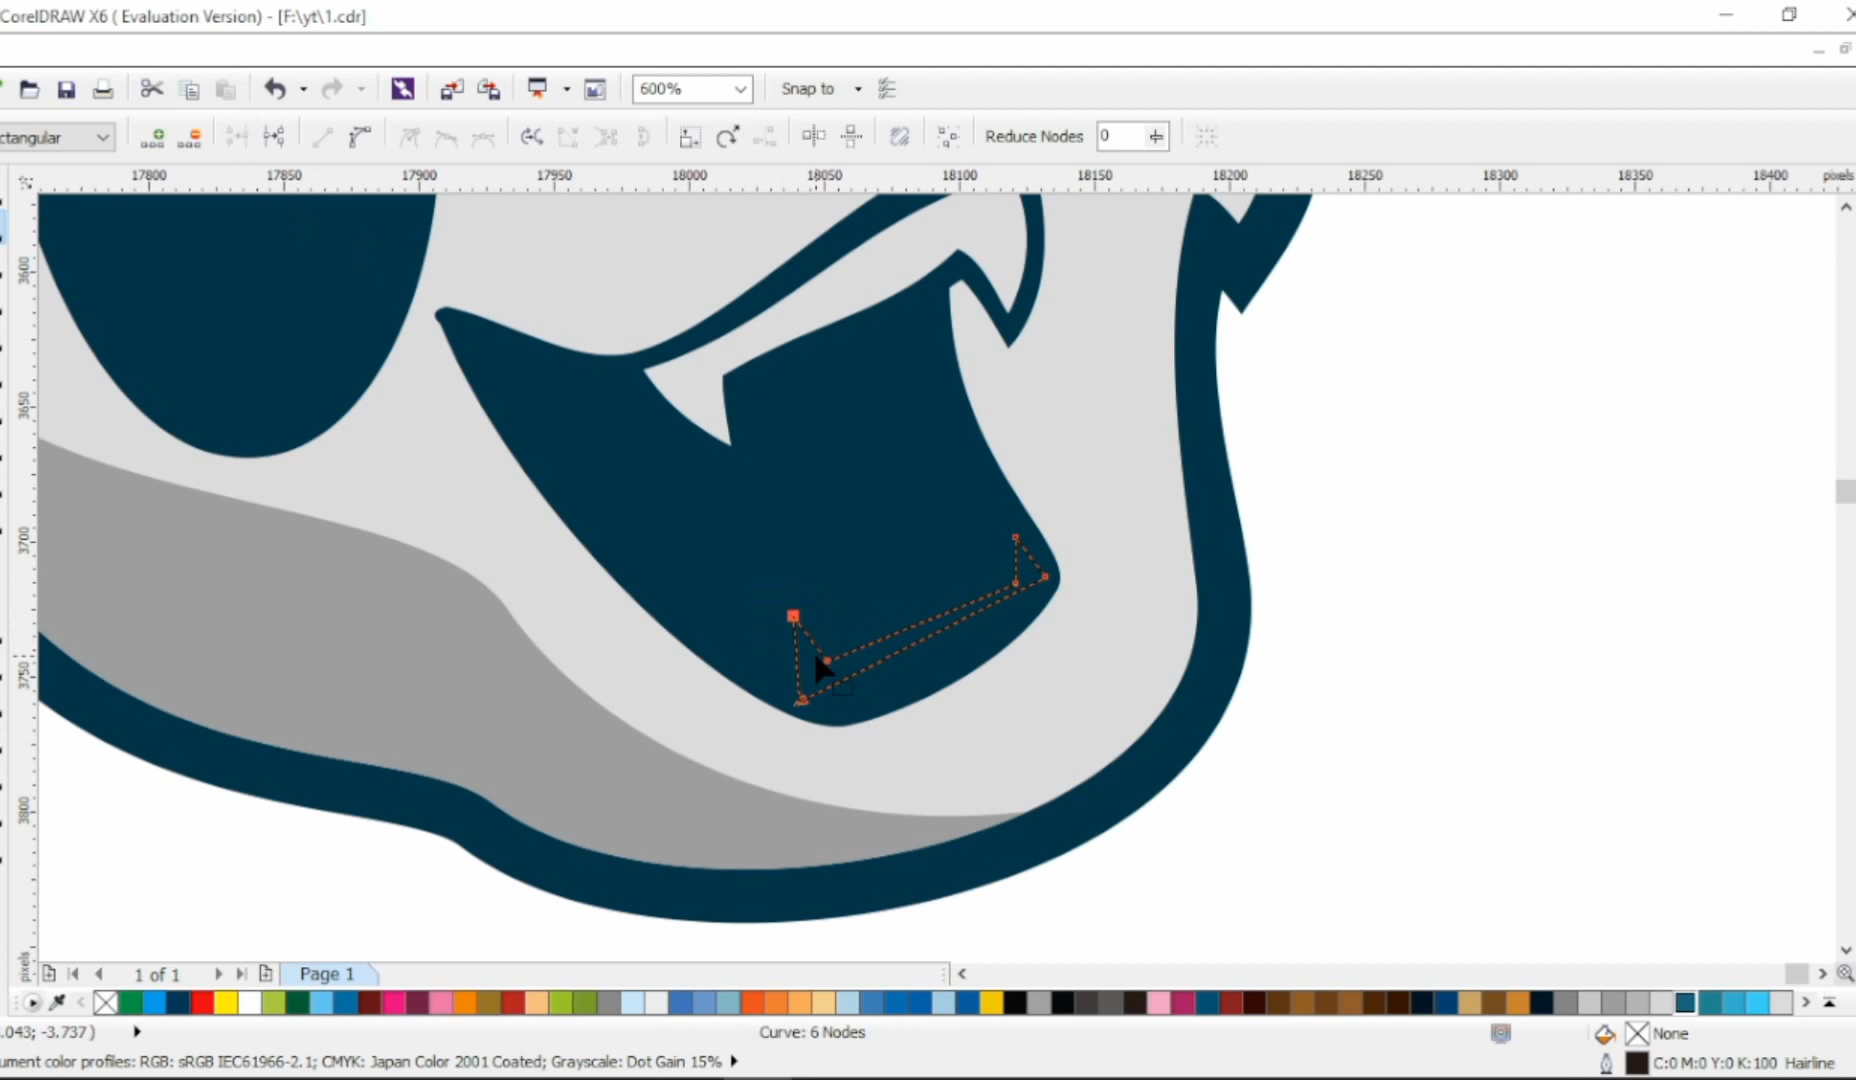 CorelDRAW X6 ( Evaluation Version) - [F:\yt\1.cdr]
600%
Snap to
ctangular
Reduce Nodes
0
17800 17850 17900 17950 18000 18050 18100 18150 18200 18250 18300 18350 18400 pixels
3600
3650
3700
3750
3800
pixels
1 of 1
Page 1
.043; -3.737 )
Curve: 6 Nodes
None
ument color profiles: RGB: sRGB IEC61966-2.1; CMYK: Japan Color 2001 Coated; Grayscale: Dot Gain 15%
C:0 M:0 Y:0 K:100 Hairline